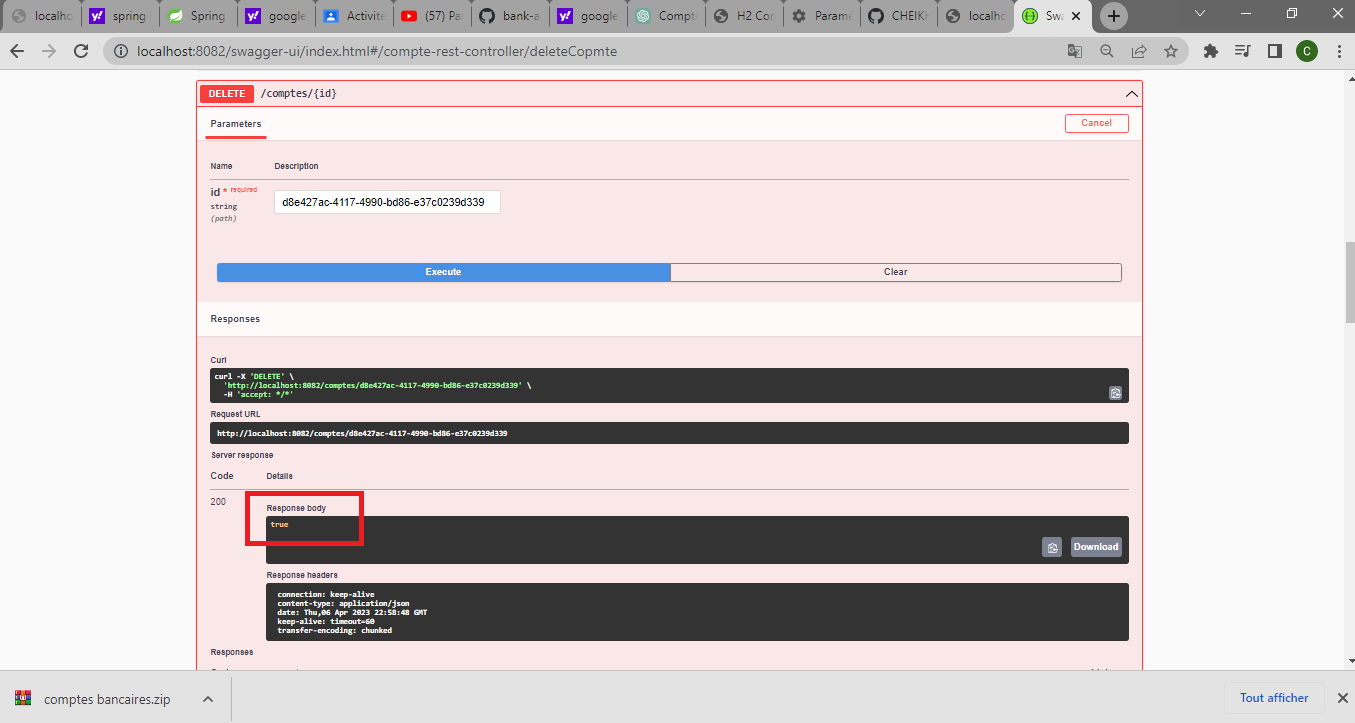 localho
spring
Spring
google
Activité
(57) Pa
bank-a
google
Compt
H2 Con
Parame
CHEIKH
localho
Swa
localhost:8082/swagger-ui/index.html#/compte-rest-controller/deleteCopmte
C
DELETE /comptes/{id}
Parameters
Cancel
Name Description
id * required
string
(path)
d8e427ac-4117-4990-bd86-e37c0239d339
Execute Clear
Responses
Curl
curl -X 'DELETE' \
'http://localhost:8082/comptes/d8e427ac-4117-4990-bd86-e37c0239d339' \
-H 'accept: */*'
Request URL
http://localhost:8082/comptes/d8e427ac-4117-4990-bd86-e37c0239d339
Server response
Code Details
200
Response body
true
Download
Response headers
connection: keep-alive
content-type: application/json
date: Thu,06 Apr 2023 22:58:48 GMT
keep-alive: timeout=60
transfer-encoding: chunked
Responses
comptes bancaires.zip
Tout afficher